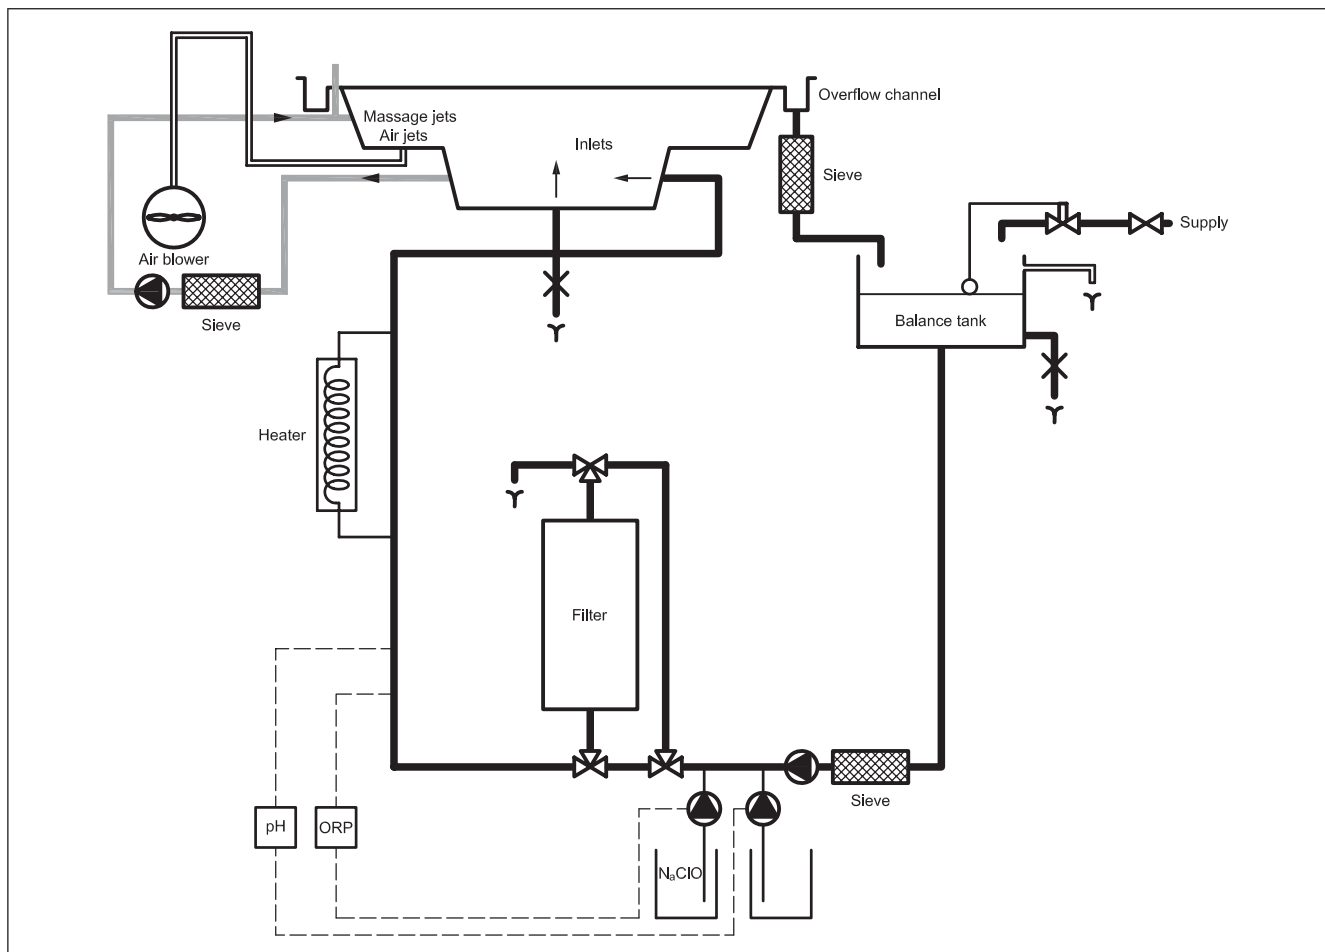 Overflow channel
Massage jets
Air jets
Inlets
Sieve
Supply
Air blower
Sieve
Balance tank
Heater
Filter
Sieve
pH
ORP
NₐClO